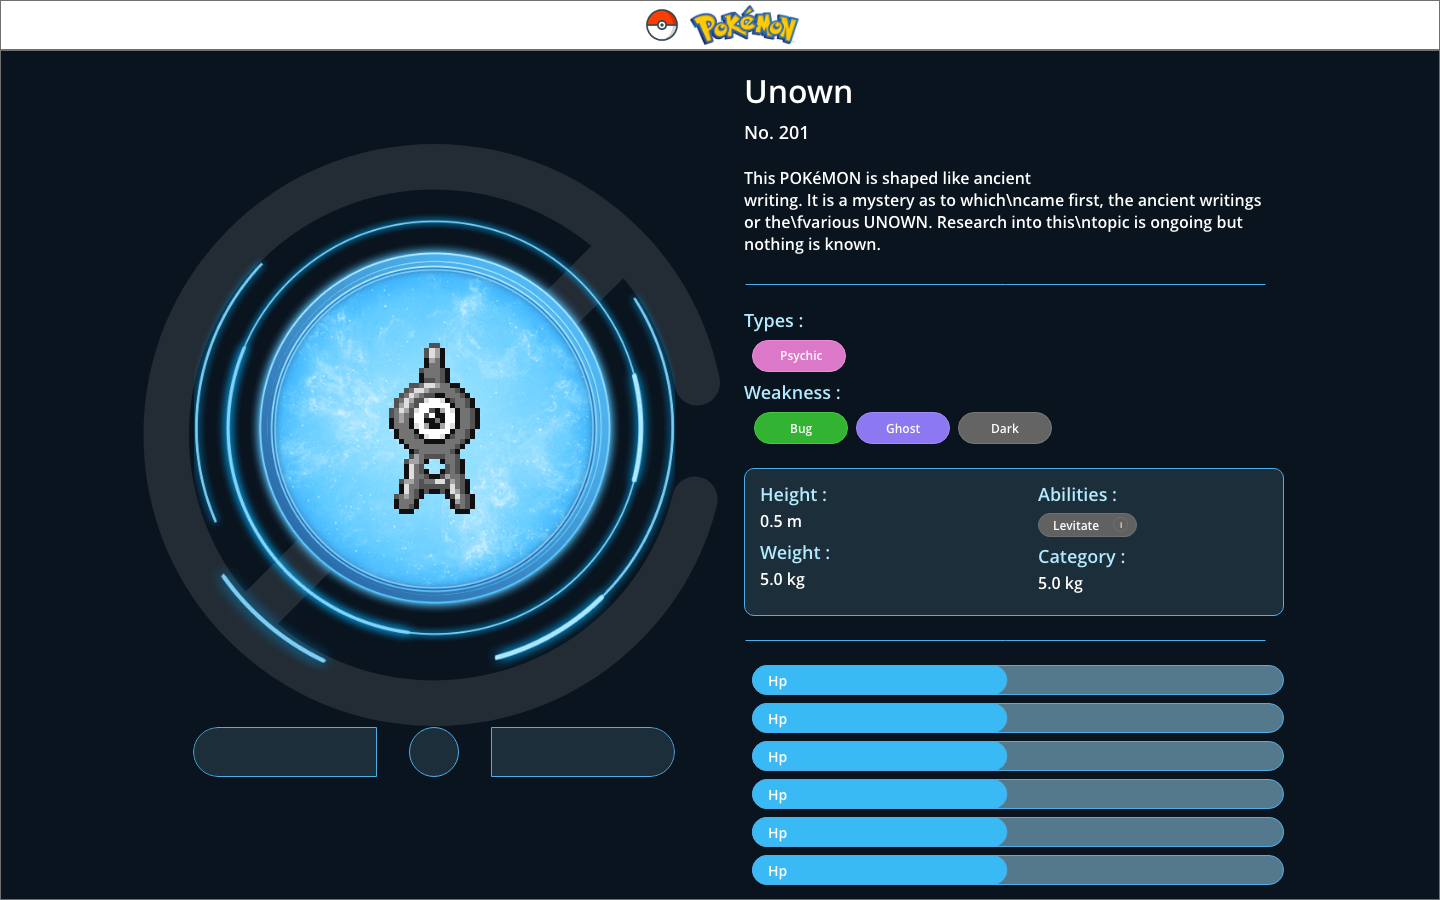 POKéMON
Unown
No. 201
This POKéMON is shaped like ancient
writing. It is a mystery as to which\ncame first, the ancient writings
or the\fvarious UNOWN. Research into this\ntopic is ongoing but
nothing is known.
Types :
Psychic
Weakness :
Bug Ghost Dark
Height :
0.5 m
Weight :
5.0 kg
Abilities :
Levitate i
Category :
5.0 kg
Hp
Hp
Hp
Hp
Hp
Hp